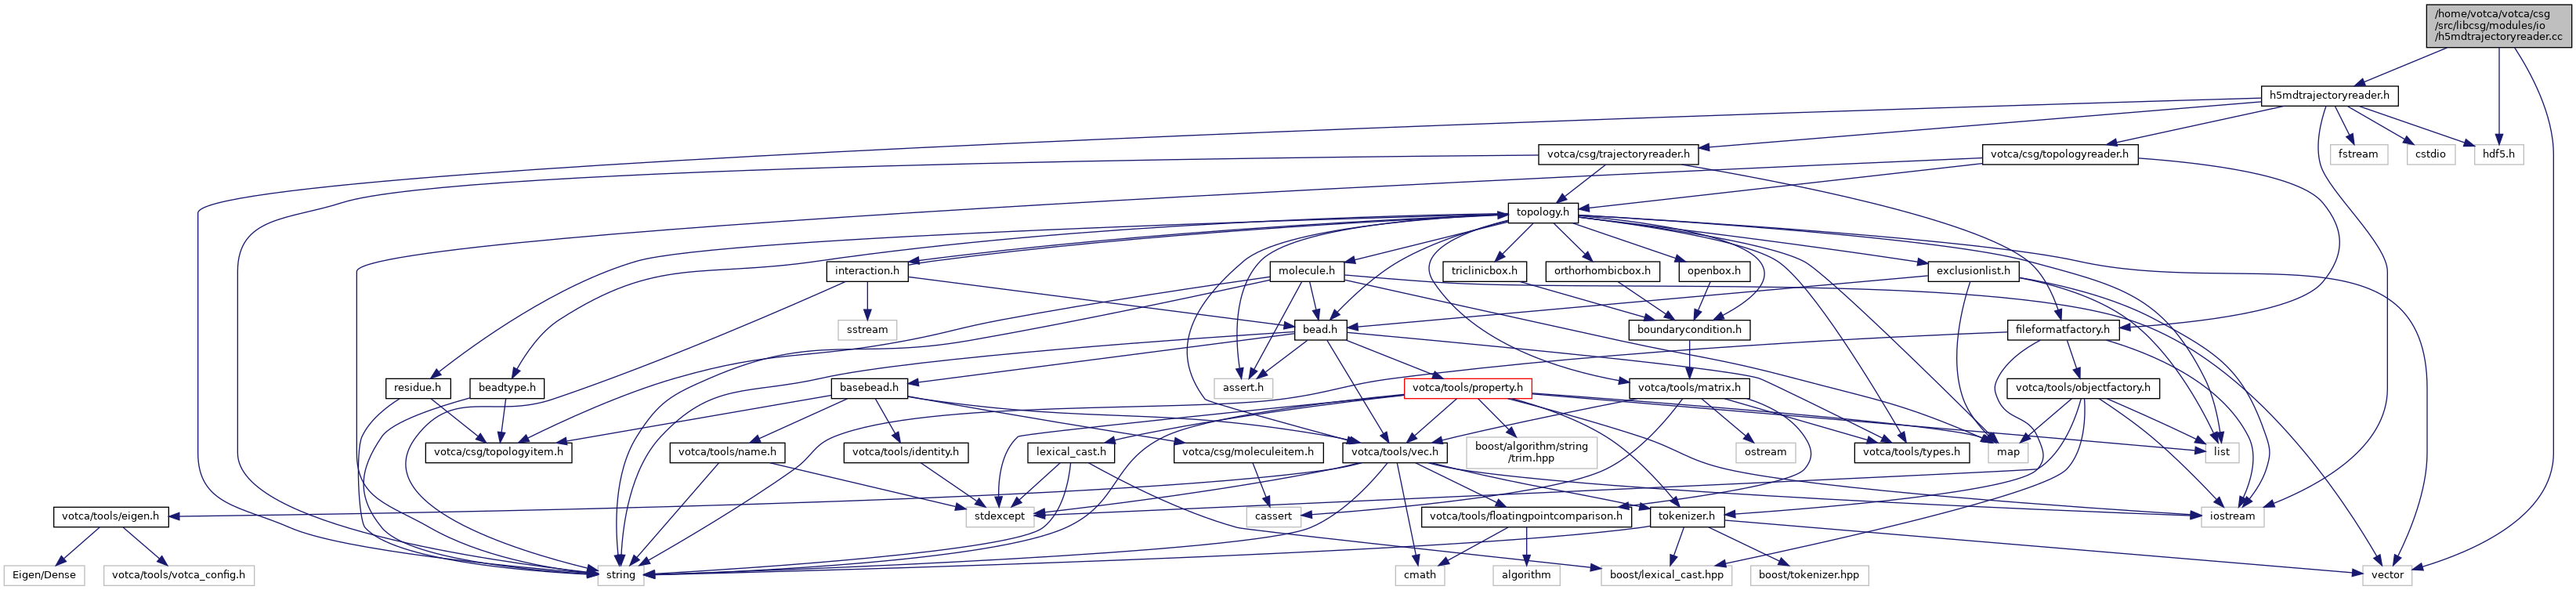 /home/votca/votca/csg
/src/libcsg/modules/io
/h5mdtrajectoryreader.cc
h5mdtrajectoryreader.h
votca/csg/trajectoryreader.h
votca/csg/topologyreader.h
fstream
cstdio
hdf5.h
topology.h
interaction.h
molecule.h
triclinicbox.h
orthorhombicbox.h
openbox.h
exclusionlist.h
sstream
bead.h
boundarycondition.h
fileformatfactory.h
residue.h
beadtype.h
basebead.h
assert.h
votca/tools/property.h
votca/tools/matrix.h
votca/tools/objectfactory.h
votca/csg/topologyitem.h
votca/tools/name.h
votca/tools/identity.h
lexical_cast.h
votca/csg/moleculeitem.h
votca/tools/vec.h
boost/algorithm/string
/trim.hpp
ostream
votca/tools/types.h
map
list
votca/tools/eigen.h
stdexcept
cassert
votca/tools/floatingpointcomparison.h
tokenizer.h
iostream
Eigen/Dense
votca/tools/votca_config.h
string
cmath
algorithm
boost/lexical_cast.hpp
boost/tokenizer.hpp
vector